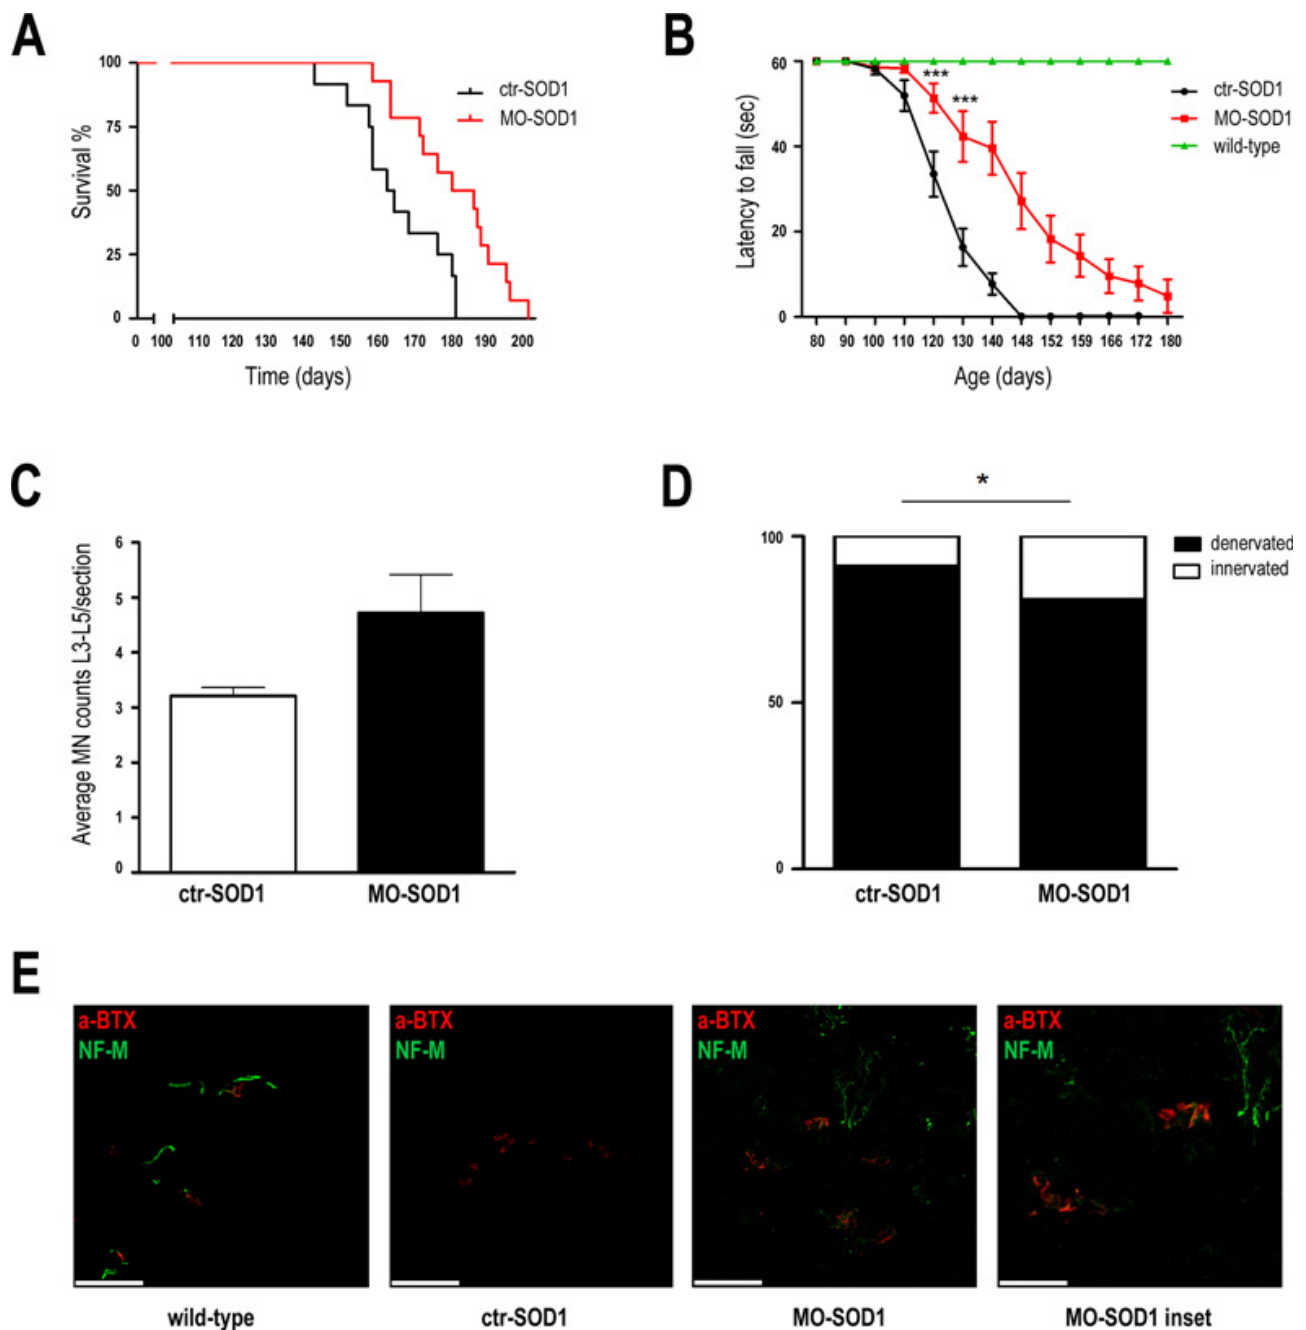 A
100
75
50
25
0
Survival %
ctr-SOD1
MO-SOD1
0 100 110 120 130 140 150 160 170 180 190 200
Time (days)
B
60
40
20
0
Latency to fall (sec)
***
***
ctr-SOD1
MO-SOD1
wild-type
80 90 100 110 120 130 140 148 152 159 166 172 180
Age (days)
C
6
5
4
3
2
1
0
Average MN counts L3-L5/section
ctr-SOD1 MO-SOD1
D
*
100
50
0
denervated
innervated
ctr-SOD1 MO-SOD1
E
a-BTX
NF-M
wild-type
a-BTX
NF-M
ctr-SOD1
a-BTX
NF-M
MO-SOD1
a-BTX
NF-M
MO-SOD1 inset